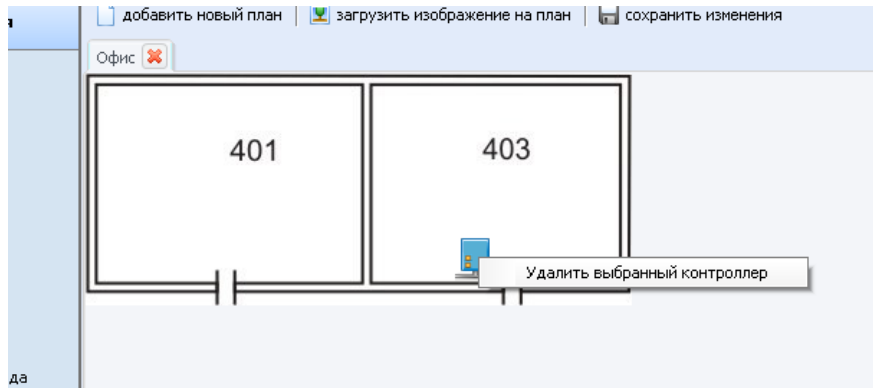 я
добавить новый план загрузить изображение на план сохранить изменения
Офис
401 403
Удалить выбранный контроллер
да